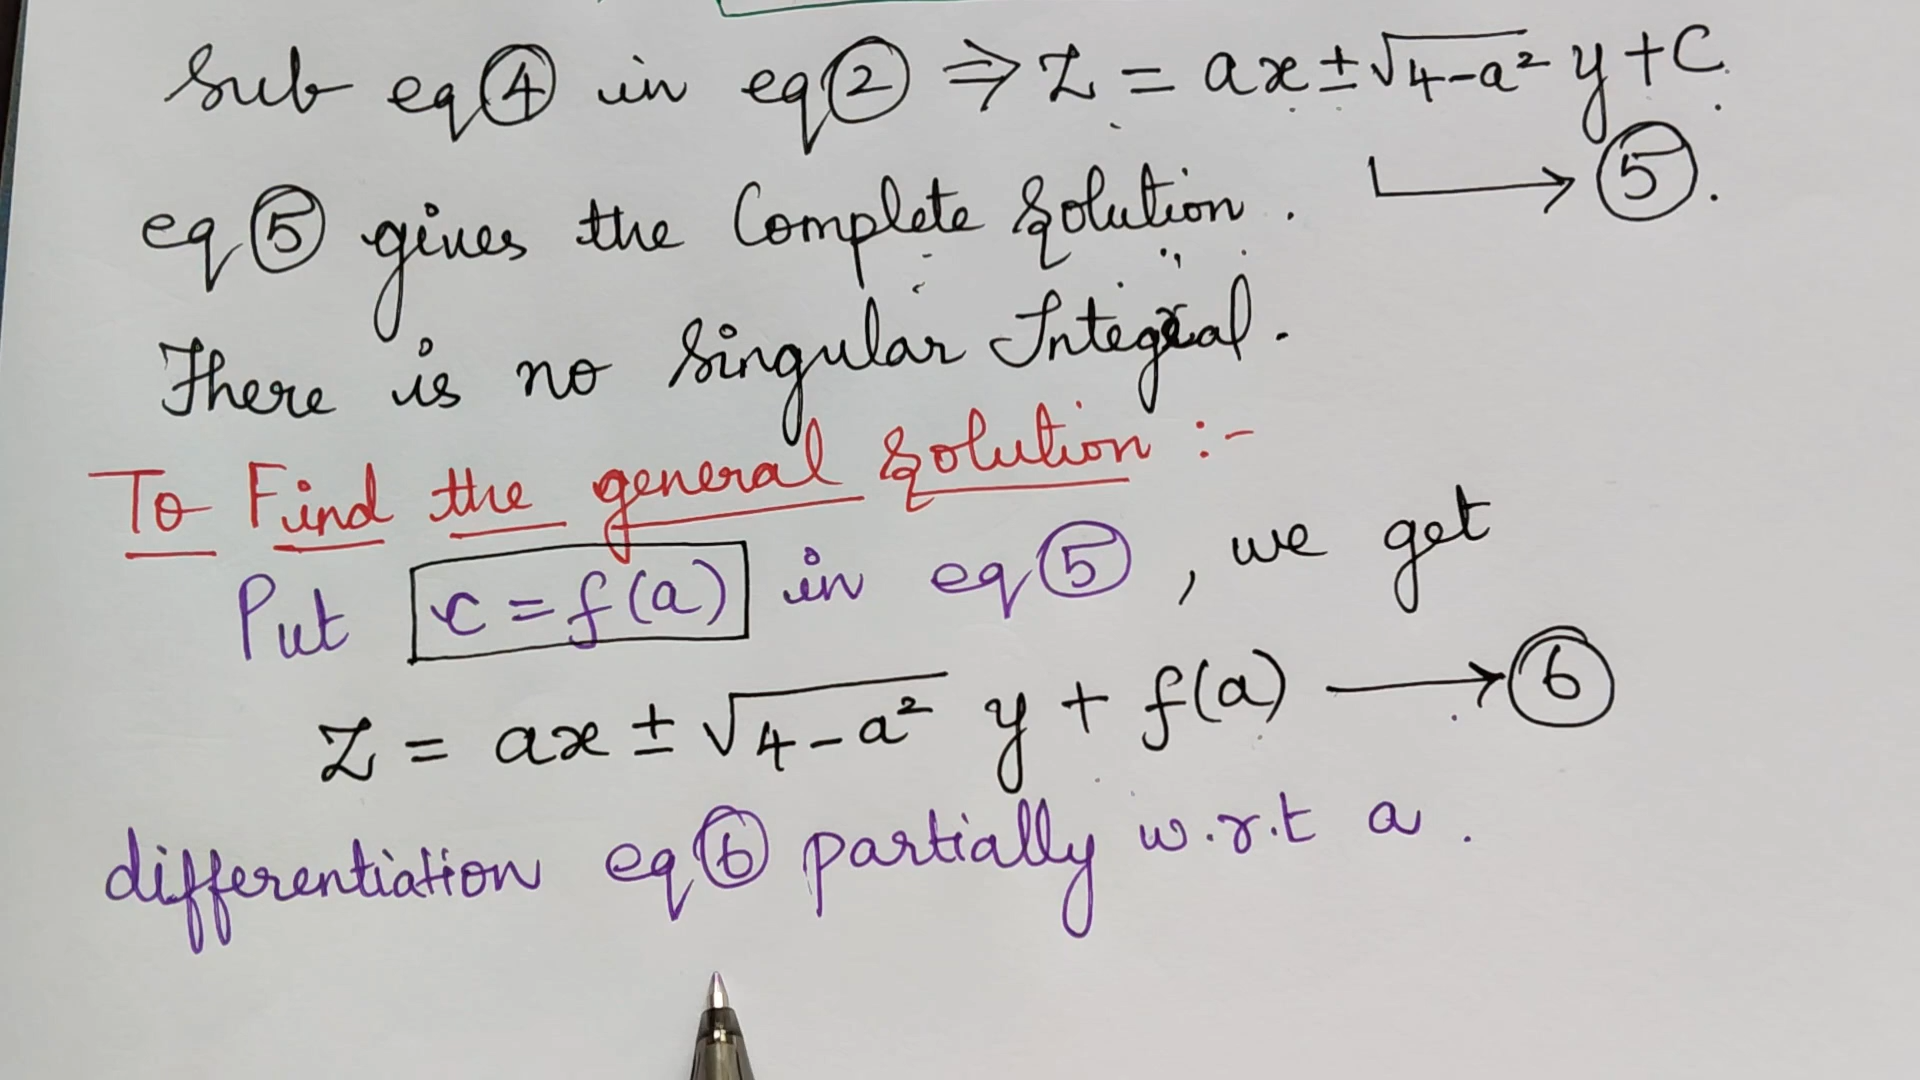 Sub eq ④ in eq ② ⇒ Z = ax ± √4-a² y + C.
→ ⑤.
eq ⑤ gives the Complete Solution.
There is no Singular Integral.
To Find the general Solution :-
Put c = f(a) in eq ⑤, we get
Z = ax ± √4-a² y + f(a) → ⑥
differentiation eq ⑥ partially w.r.t a.